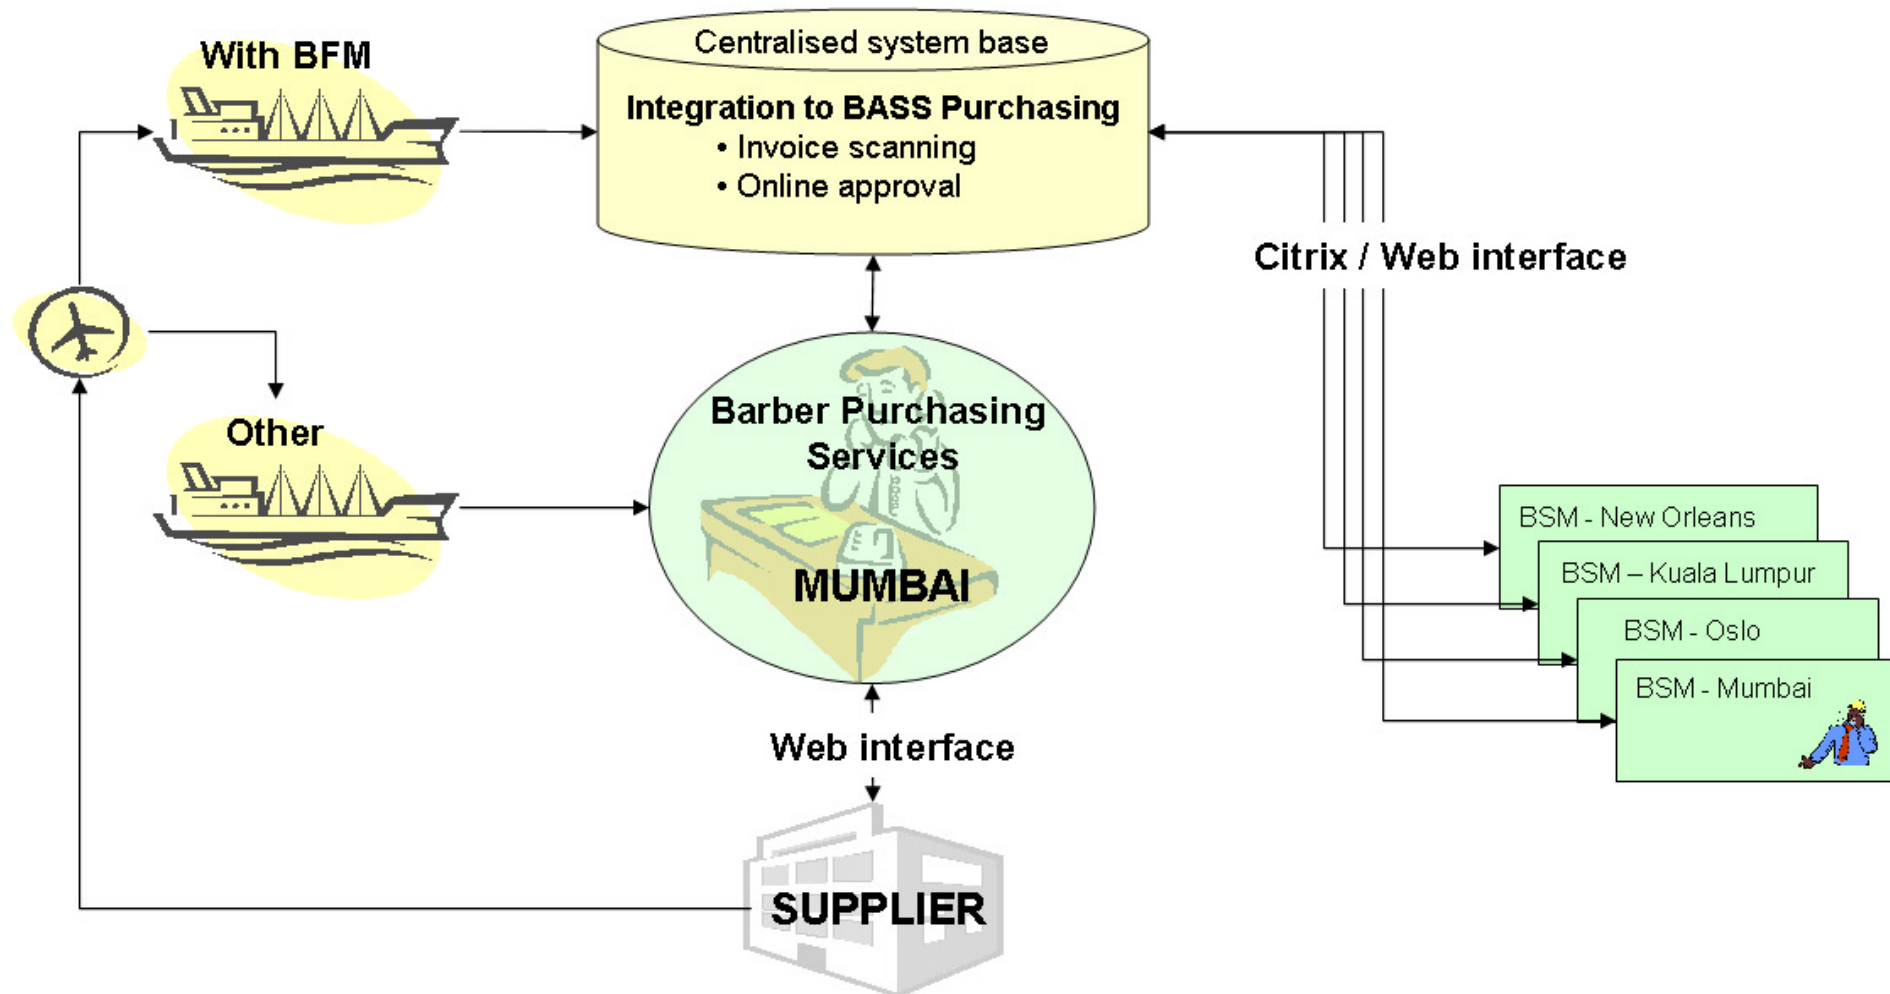 With BFM
Centralised system base
Integration to BASS Purchasing
• Invoice scanning
• Online approval
Citrix / Web interface
Other
Barber Purchasing
Services
MUMBAI
BSM - New Orleans
BSM – Kuala Lumpur
BSM - Oslo
BSM - Mumbai
Web interface
SUPPLIER